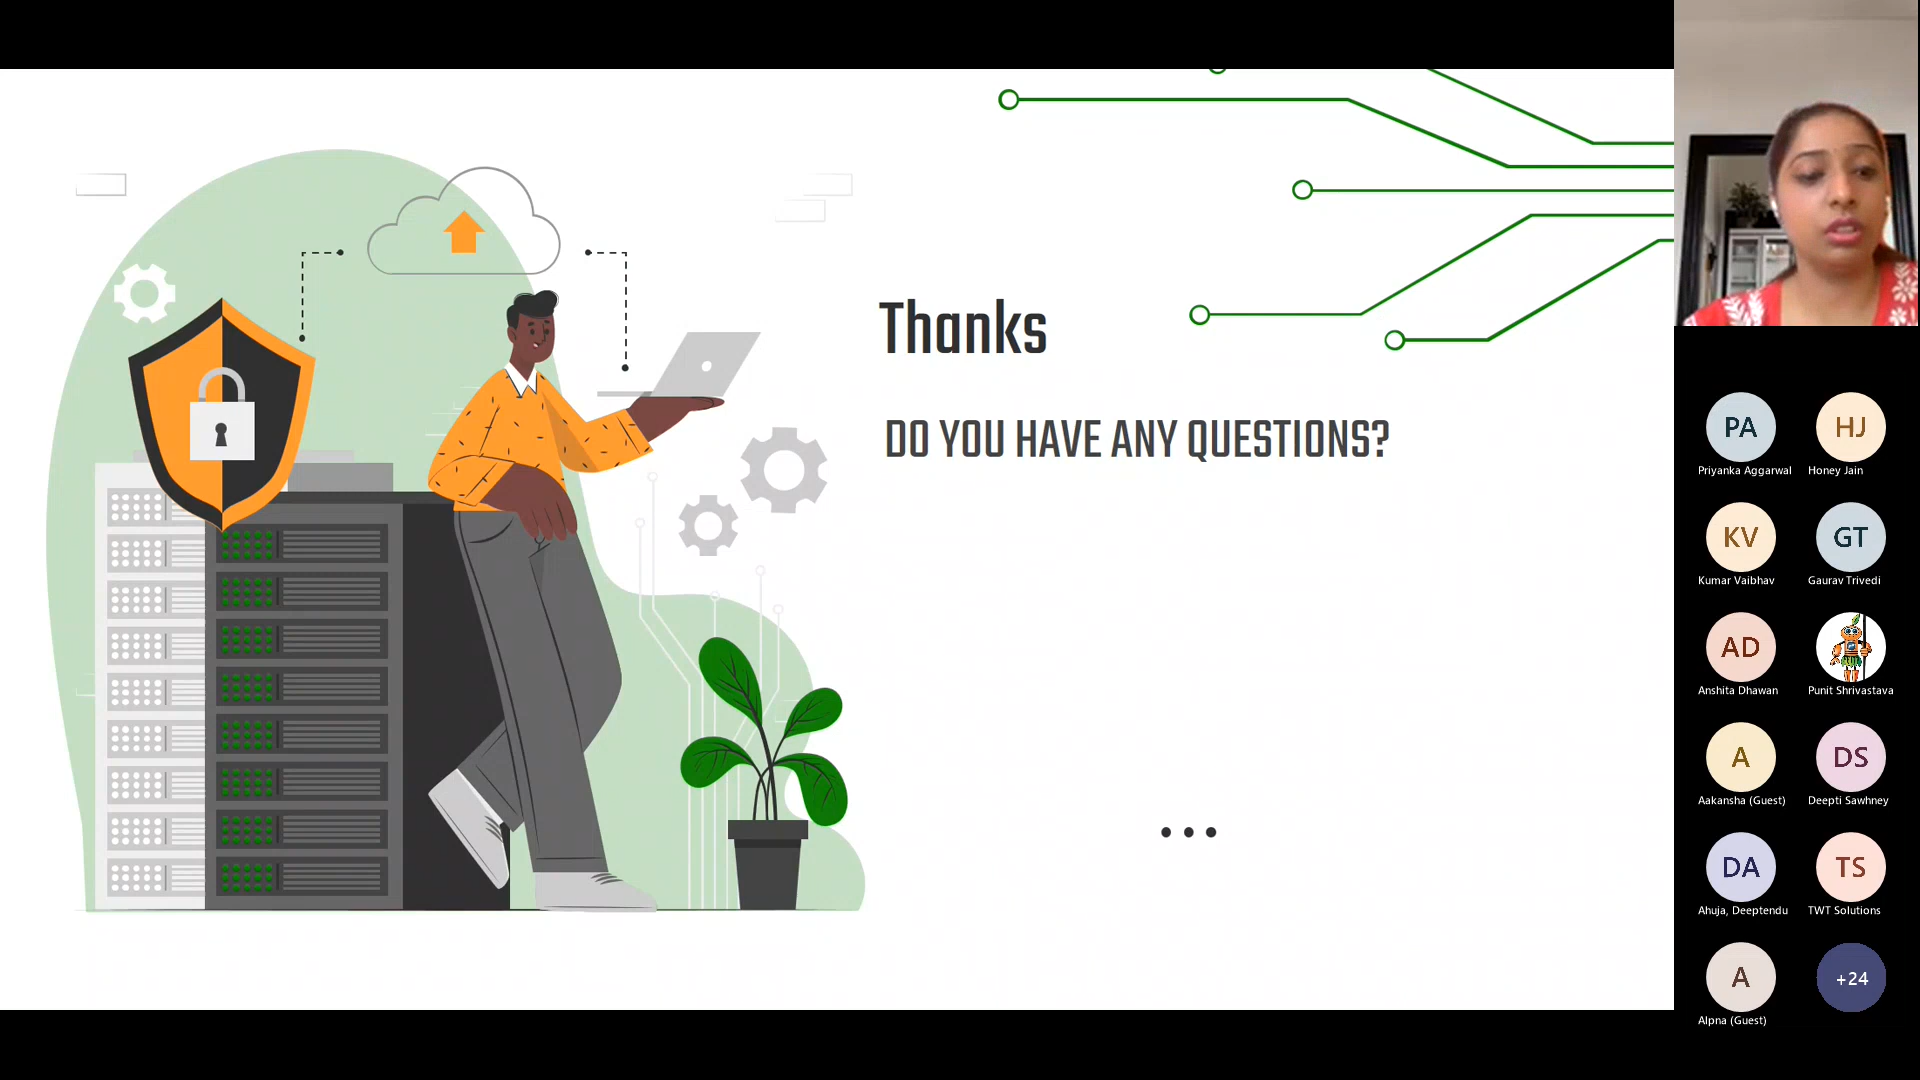 Thanks
DO YOU HAVE ANY QUESTIONS?
PA
Priyanka Aggarwal
HJ
Honey Jain
KV
Kumar Vaibhav
GT
Gaurav Trivedi
AD
Anshita Dhawan
Punit Shrivastava
A
Aakansha (Guest)
DS
Deepti Sawhney
DA
Ahuja, Deeptendu
TS
TWT Solutions
A
Alpna (Guest)
+24